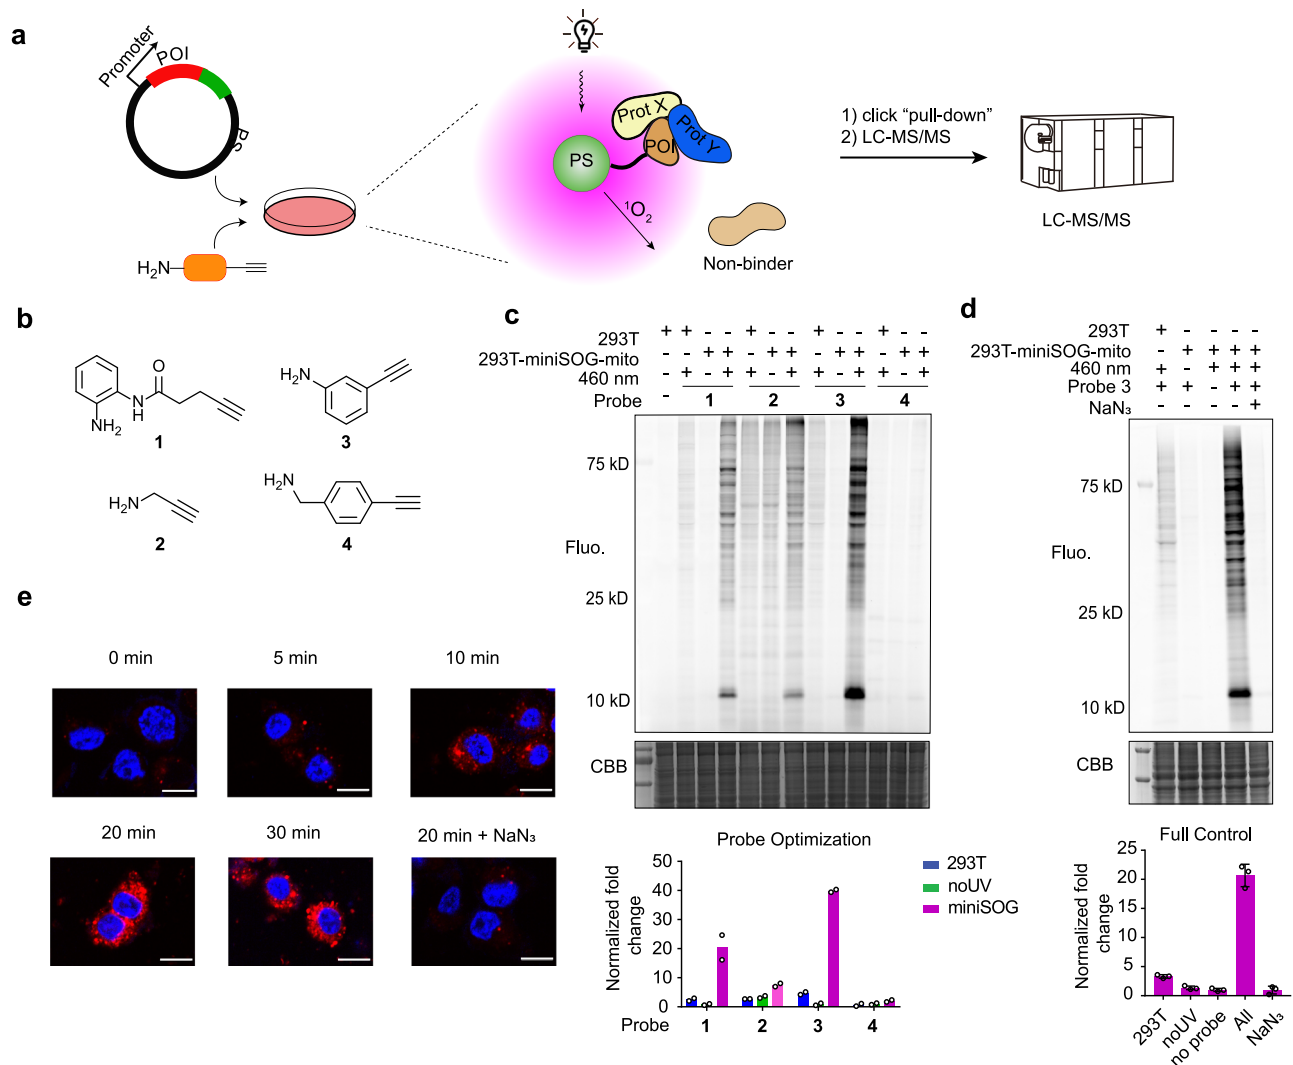 a
Promoter
POI
PS
H₂N
PS
Prot X
Prot Y
POI
¹O₂
Non-binder
1) click “pull-down”
2) LC-MS/MS
LC-MS/MS
b
O
N
H
NH₂
1
H₂N
3
H₂N
2
H₂N
4
c
293T + + - - + - - + - - + - -
293T-miniSOG-mito - - + + - + + - + + - + +
460 nm - + - + + - + + - + + - +
Probe - 1 2 3 4
75 kD
Fluo.
25 kD
10 kD
CBB
Probe Optimization
Normalized fold change
50
40
30
20
10
0
Probe 1 2 3 4
293T
noUV
miniSOG
d
293T + - - - -
293T-miniSOG-mito - + + + +
460 nm + - + + +
Probe 3 + + - + +
NaN₃ - - - - +
75 kD
Fluo.
25 kD
10 kD
CBB
Full Control
Normalized fold change
25
20
15
10
5
0
293T
noUV
no probe
All
NaN₃
e
0 min
5 min
10 min
20 min
30 min
20 min + NaN₃